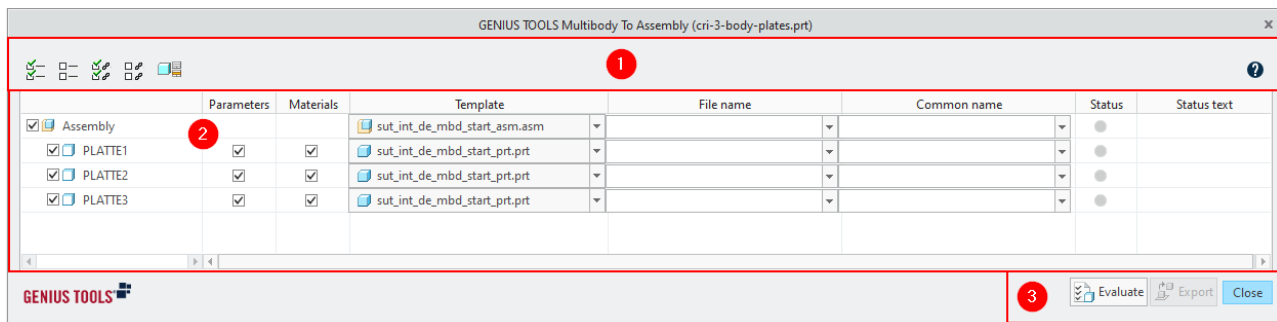 GENIUS TOOLS Multibody To Assembly (cri-3-body-plates.prt) x
1 ?
Parameters Materials Template File name Common name Status Status text
Assembly 2 sut_int_de_mbd_start_asm.asm
PLATTE1 sut_int_de_mbd_start_prt.prt
PLATTE2 sut_int_de_mbd_start_prt.prt
PLATTE3 sut_int_de_mbd_start_prt.prt
GENIUS TOOLS 3 Evaluate Export Close